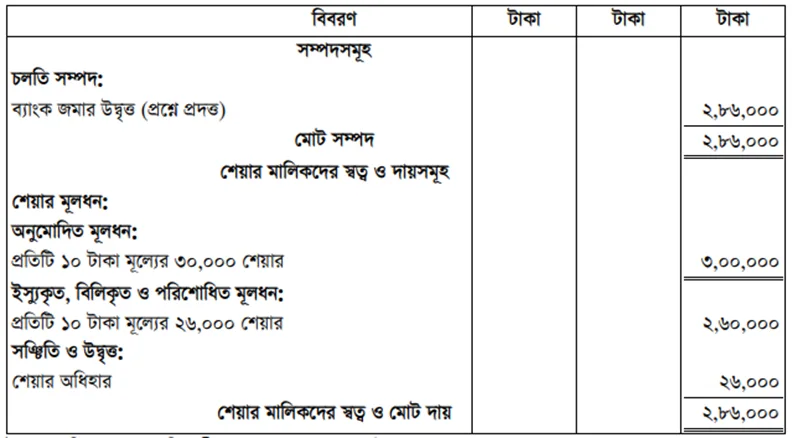 বিবরণ টাকা টাকা টাকা
সম্পদসমূহ
চলতি সম্পদ:
ব্যাংক জমার উদ্বৃত্ত (প্রশ্নে প্রদত্ত) ২,৮৬,০০০
মোট সম্পদ ২,৮৬,০০০
শেয়ার মালিকদের স্বত্ব ও দায়সমূহ
শেয়ার মূলধন:
অনুমোদিত মূলধন:
প্রতিটি ১০ টাকা মূল্যের ৩০,০০০ শেয়ার ৩,০০,০০০
ইস্যুকৃত, বিলিকৃত ও পরিশোধিত মূলধন:
প্রতিটি ১০ টাকা মূল্যের ২৬,০০০ শেয়ার ২,৬০,০০০
সঞ্চিতি ও উদ্বৃত্ত:
শেয়ার অধিহার ২৬,০০০
শেয়ার মালিকদের স্বত্ব ও মোট দায় ২,৮৬,০০০